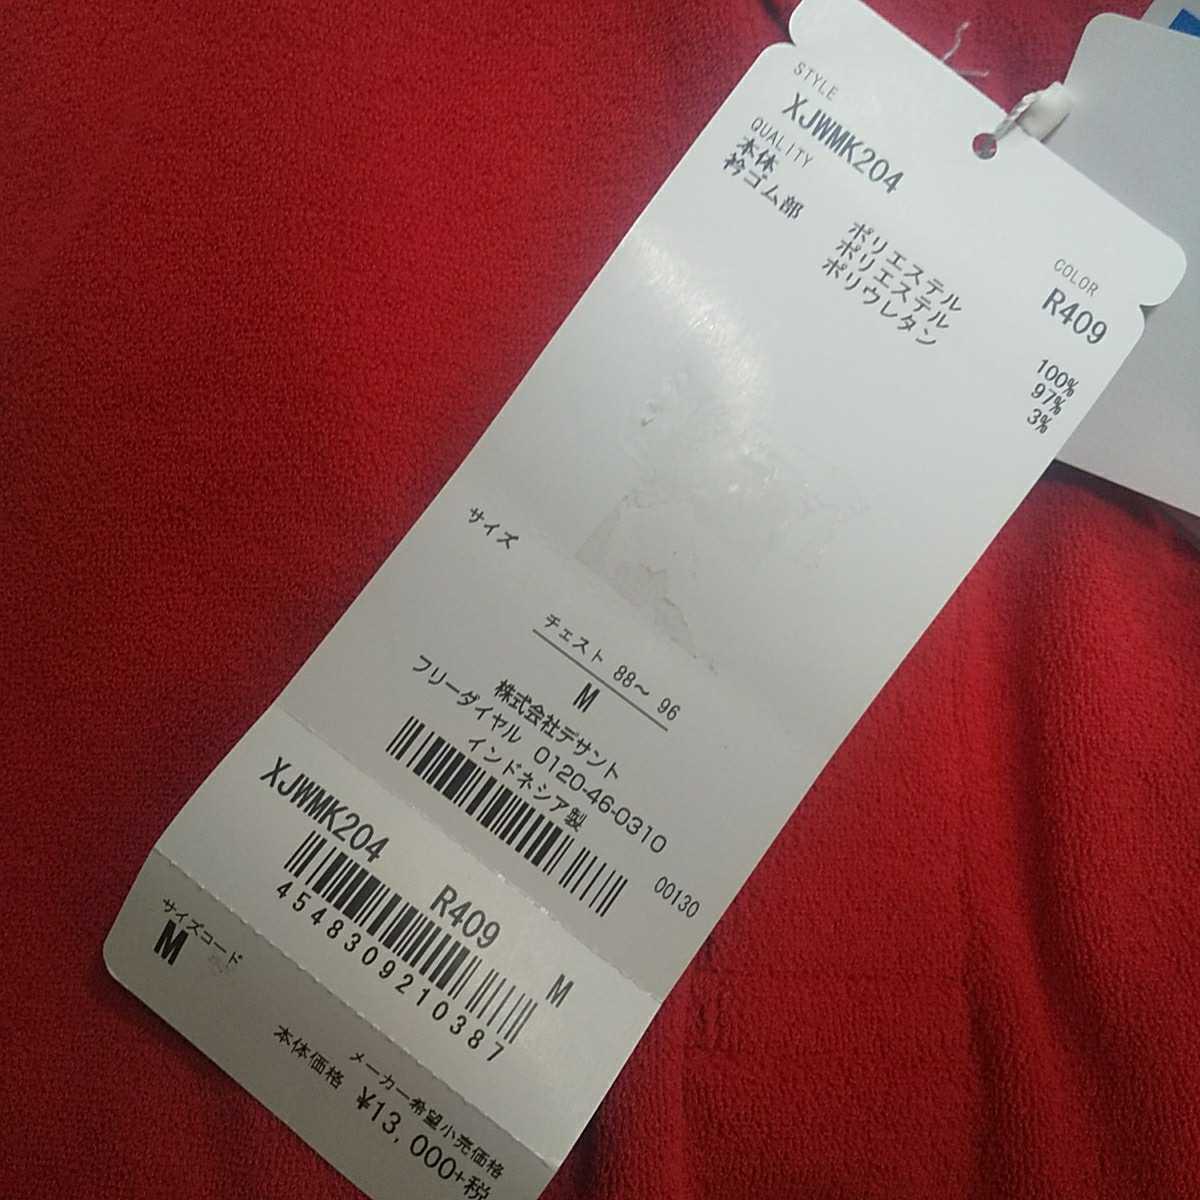 STYLE
XJWMK204
COLOR
R409
QUALITY
本体 ポリエステル 100%
衿ゴム部 ポリエステル 97%
ポリウレタン 3%
サイズ
チェスト 88~ 96
M
株式会社デサント
フリーダイヤル 0120-46-0310
インドネシア製
00130
XJWMK204 R409 M
4548309210387
サイズコード
M
メーカー希望小売価格
本体価格 ¥13,000+税